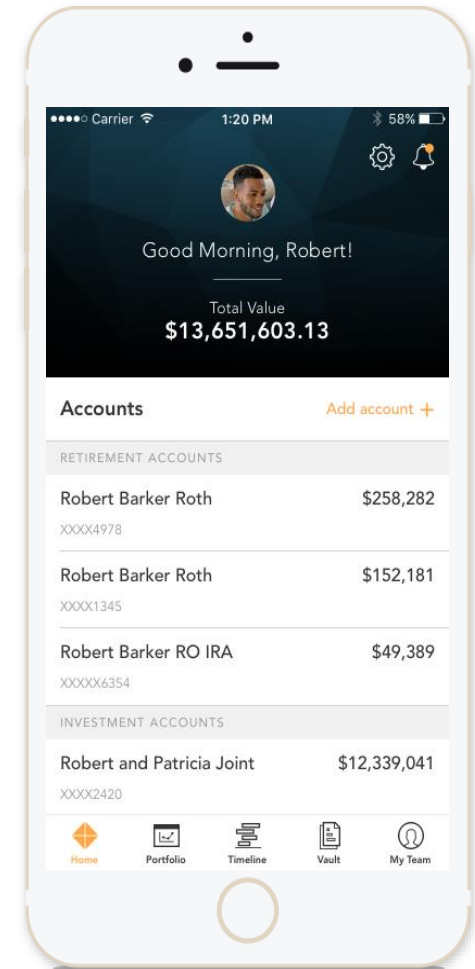 Carrier 1:20 PM 58%
Good Morning, Robert!
Total Value
$13,651,603.13
Accounts Add account +
RETIREMENT ACCOUNTS
Robert Barker Roth $258,282
XXXX4978
Robert Barker Roth $152,181
XXXX1345
Robert Barker RO IRA $49,389
XXXXX6354
INVESTMENT ACCOUNTS
Robert and Patricia Joint $12,339,041
XXXX2420
Home Portfolio Timeline Vault My Team